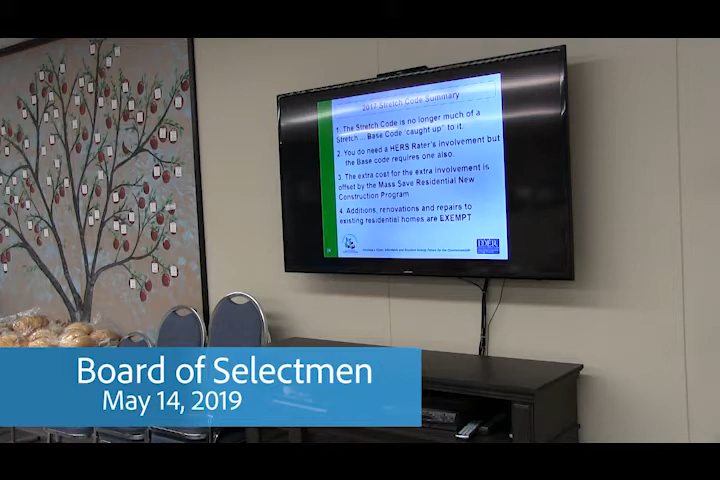 2017 Stretch Code Summary
1. The Stretch Code is no longer much of a
Stretch ... Base Code "caught up" to it.
2. You do need a HERS Rater's involvement but
the Base code requires one also.
3. The extra cost for the extra involvement is
offset by the Mass Save Residential New
Construction Program
4. Additions, renovations and repairs to
existing residential homes are EXEMPT
Board of Selectmen
May 14, 2019